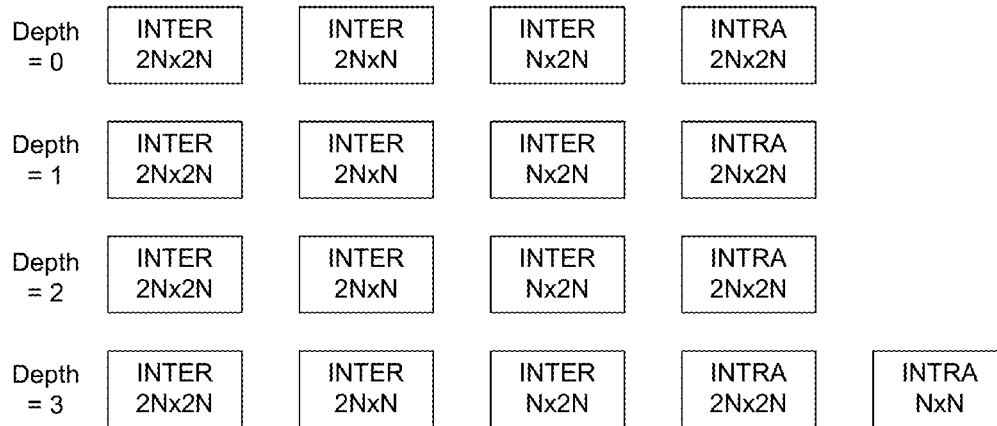 Depth
= 0
INTER
2Nx2N
INTER
2NxN
INTER
Nx2N
INTRA
2Nx2N
Depth
= 1
INTER
2Nx2N
INTER
2NxN
INTER
Nx2N
INTRA
2Nx2N
Depth
= 2
INTER
2Nx2N
INTER
2NxN
INTER
Nx2N
INTRA
2Nx2N
Depth
= 3
INTER
2Nx2N
INTER
2NxN
INTER
Nx2N
INTRA
2Nx2N
INTRA
NxN